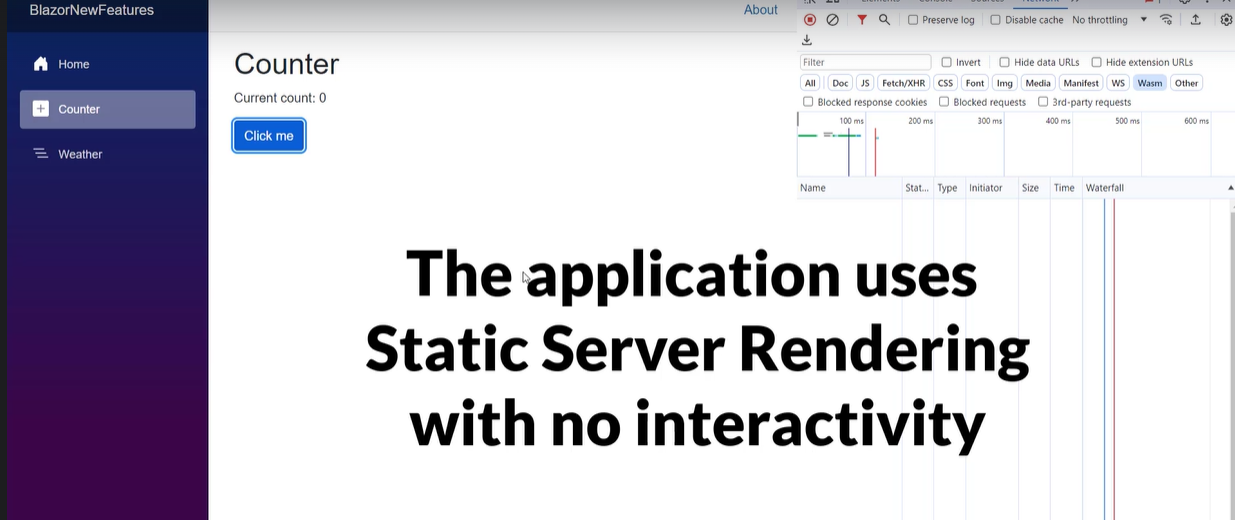 BlazorNewFeatures
About
Home
Counter
Weather
Counter
Current count: 0
Click me
Network
Preserve log
Disable cache
No throttling
Filter
Invert
Hide data URLs
Hide extension URLs
All
Doc
JS
Fetch/XHR
CSS
Font
Img
Media
Manifest
WS
Wasm
Other
Blocked response cookies
Blocked requests
3rd-party requests
100 ms
200 ms
300 ms
400 ms
500 ms
600 ms
Name
Stat...
Type
Initiator
Size
Time
Waterfall
The application uses
Static Server Rendering
with no interactivity